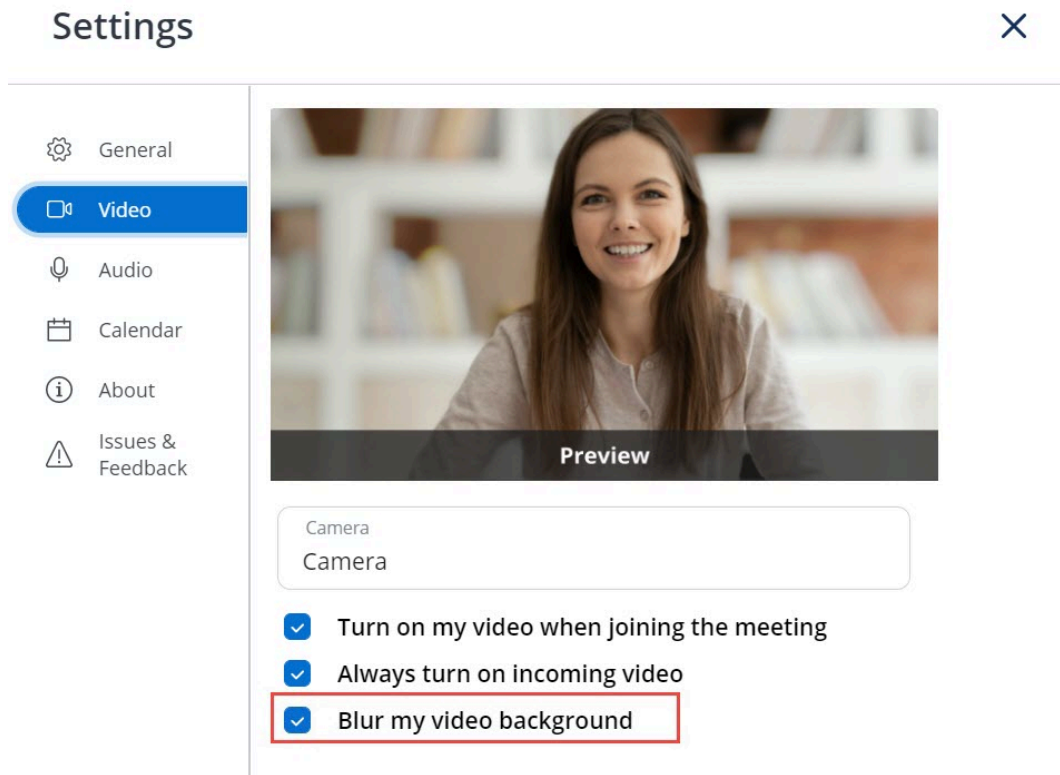 Settings
General
Video
Audio
Calendar
About
Issues &
Feedback
Preview
Camera
Camera
Turn on my video when joining the meeting
Always turn on incoming video
Blur my video background